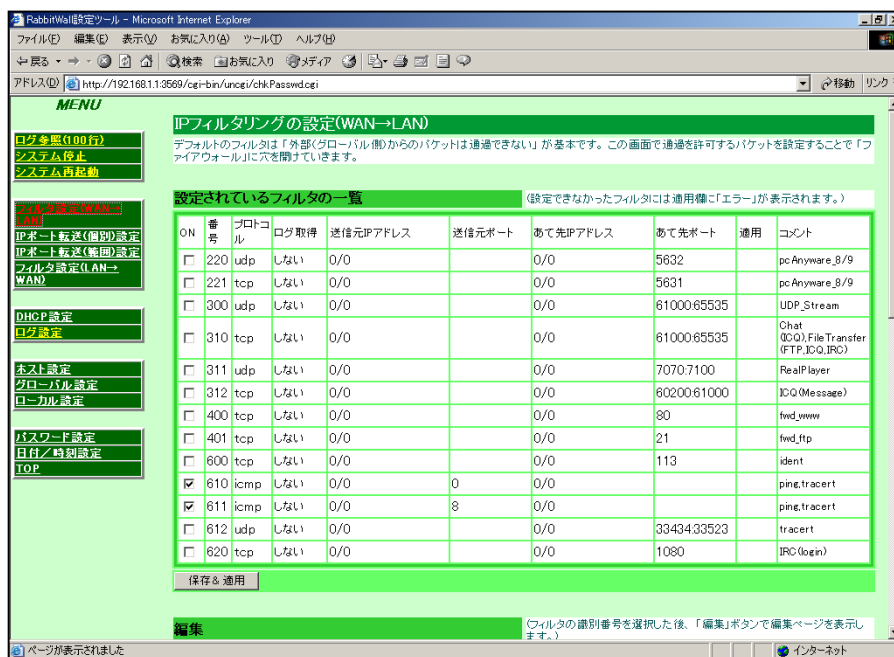 RabbitWall設定ツール - Microsoft Internet Explorer
ファイル(F) 編集(E) 表示(V) お気に入り(A) ツール(T) ヘルプ(H)
戻る 検索 お気に入り メディア
アドレス(D) http://192.168.1.1:3569/cgi-bin/uncgi/chkPasswd.cgi 移動 リンク
MENU
ログ参照(100行)
システム停止
システム再起動
フィルタ設定(WAN→LAN)
IPポート転送(個別)設定
IPポート転送(範囲)設定
フィルタ設定(LAN→
WAN)
DHCP設定
ログ設定
ホスト設定
グローバル設定
ローカル設定
パスワード設定
日付/時刻設定
TOP
IPフィルタリングの設定(WAN→LAN)
デフォルトのフィルタは「外部(グローバル側)からのパケットは通過できない」が基本です。この画面で通過を許可するパケットを設定することで「フ
ァイアウォール」に穴を開けていきます。
設定されているフィルタの一覧 (設定できなかったフィルタには適用欄に「エラー」が表示されます。)
ON 番号 プロトコル ログ取得 送信元IPアドレス 送信元ポート あて先IPアドレス あて先ポート 適用 コメント
220 udp しない 0/0 0/0 5632 pcAnyware_8/9
221 tcp しない 0/0 0/0 5631 pcAnyware_8/9
300 udp しない 0/0 0/0 61000:65535 UDP_Stream
310 tcp しない 0/0 0/0 61000:65535 Chat (ICQ),FileTransfer (FTP,ICQ,IRC)
311 udp しない 0/0 0/0 7070:7100 RealPlayer
312 tcp しない 0/0 0/0 60200:61000 ICQ(Message)
400 tcp しない 0/0 0/0 80 fwd_www
401 tcp しない 0/0 0/0 21 fwd_ftp
600 tcp しない 0/0 0/0 113 ident
610 icmp しない 0/0 0 0/0 ping,tracert
611 icmp しない 0/0 8 0/0 ping,tracert
612 udp しない 0/0 0/0 33434:33523 tracert
620 tcp しない 0/0 0/0 1080 IRC(login)
保存&適用
編集 (フィルタの識別番号を選択した後、「編集」ボタンで編集ページを表示し
ます。)
ページが表示されました インターネット